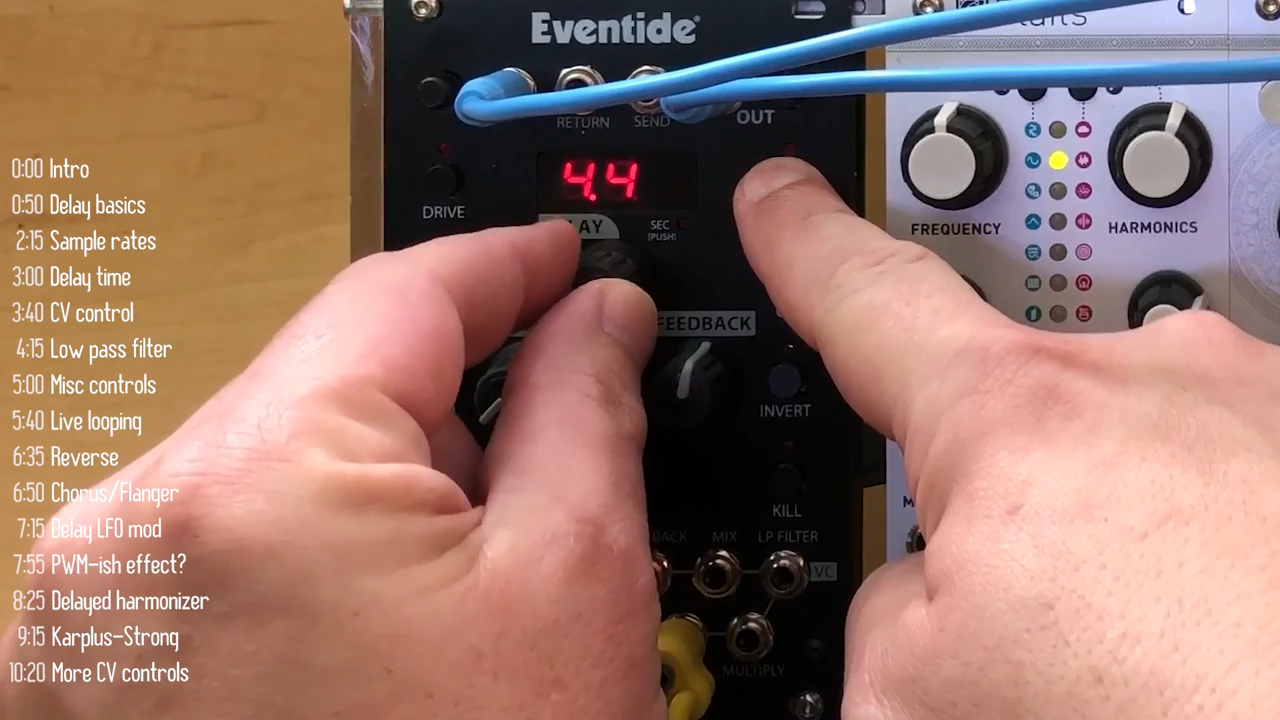 Eventide®
RETURN
SEND
OUT
4.4
DRIVE
SEC
[PUSH]
FEEDBACK
INVERT
KILL
MIX
LP FILTER
VC
MULTIPLY
FREQUENCY
HARMONICS
0:00 Intro
0:50 Delay basics
2:15 Sample rates
3:00 Delay time
3:40 CV control
4:15 Low pass filter
5:00 Misc controls
5:40 Live looping
6:35 Reverse
6:50 Chorus/Flanger
7:15 Delay LFO mod
7:55 PWM-ish effect?
8:25 Delayed harmonizer
9:15 Karplus-Strong
10:20 More CV controls